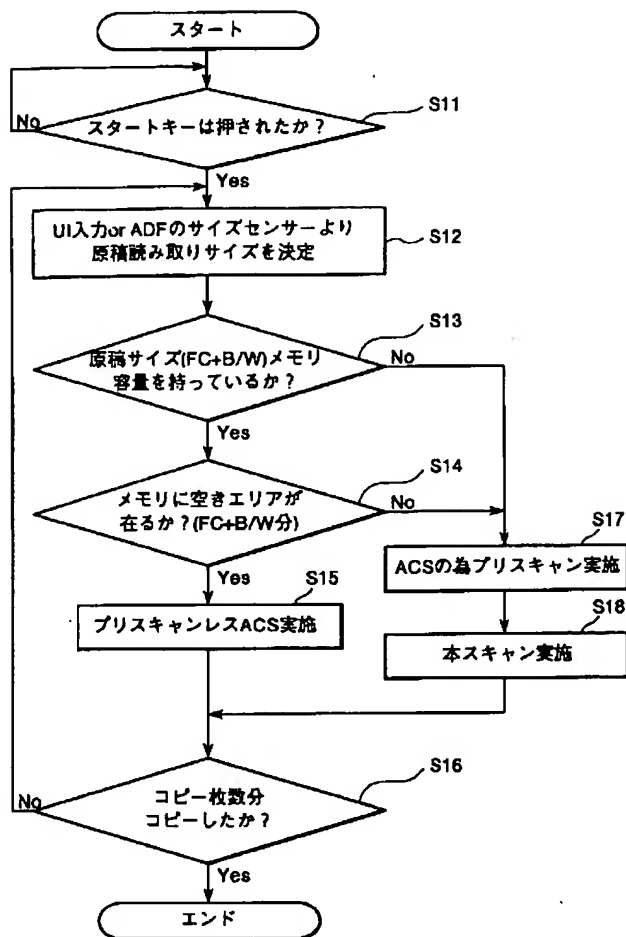 スタート
S11
スタートキーは押されたか？
No
Yes
S12
UI入力or ADFのサイズセンサーより
原稿読み取りサイズを決定
S13
原稿サイズ(FC+B/W)メモリ
容量を持っているか？
No
Yes
S14
メモリに空きエリアが
在るか？(FC+B/W分)
No
Yes
S15
プリスキャンレスACS実施
S17
ACSの為プリスキャン実施
S18
本スキャン実施
S16
コピー枚数分
コピーしたか？
No
Yes
エンド